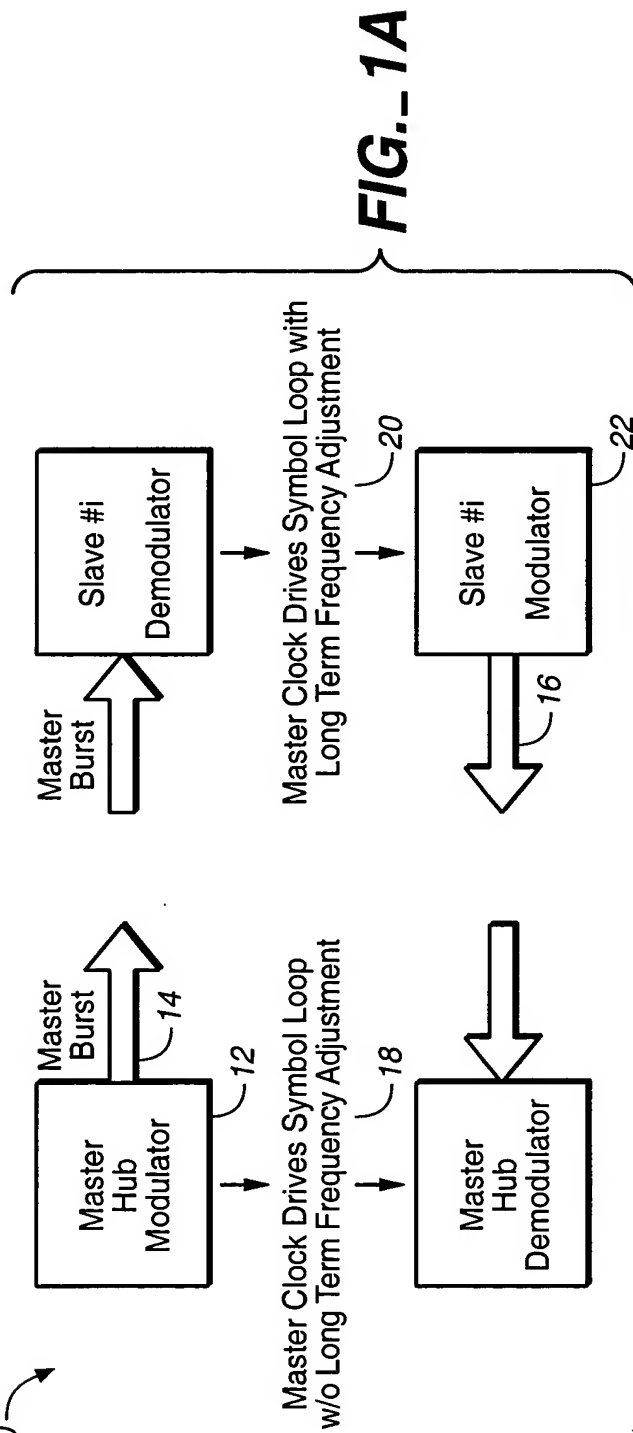 Master
Hub
Modulator
12
Master
Burst
14
Master Clock Drives Symbol Loop
w/o Long Term Frequency Adjustment
18
Master
Hub
Demodulator
Master
Burst
Slave #i
Demodulator
Master Clock Drives Symbol Loop with
Long Term Frequency Adjustment
20
Slave #i
Modulator
22
16
FIG._1A